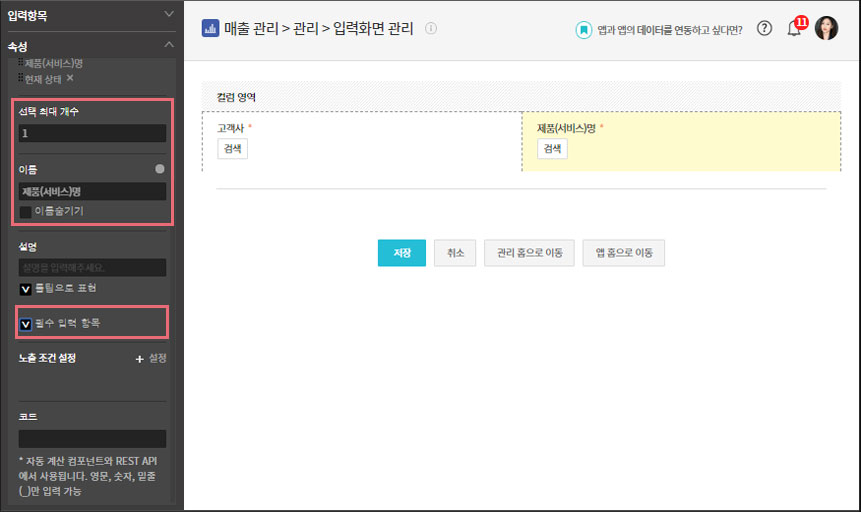 입력항목
속성
제품(서비스)명
현재 상태 ×
선택 최대 개수
1
이름
제품(서비스)명
이름숨기기
설명
설명을 입력해주세요.
툴팁으로 표현
필수 입력 항목
노출 조건 설정 + 설정
코드
* 자동 계산 컴포넌트와 REST API
에서 사용됩니다. 영문, 숫자, 밑줄
(_)만 입력 가능
매출 관리 > 관리 > 입력화면 관리
앱과 앱의 데이터를 연동하고 싶다면?
?
11
컬럼 영역
고객사 *
검색
제품(서비스)명 *
검색
저장
취소
관리 홈으로 이동
앱 홈으로 이동